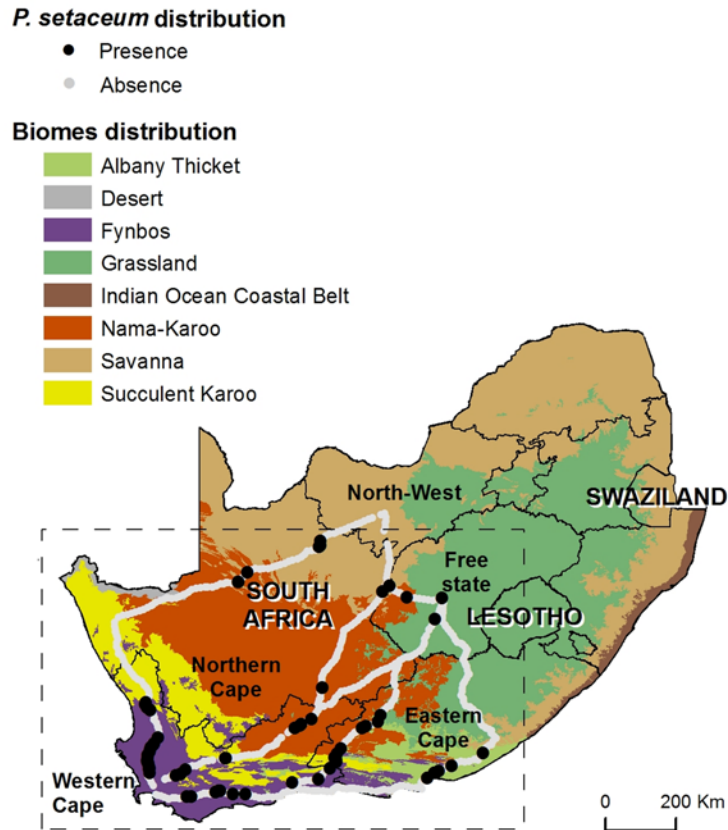 P. setaceum distribution
Presence
Absence
Biomes distribution
Albany Thicket
Desert
Fynbos
Grassland
Indian Ocean Coastal Belt
Nama-Karoo
Savanna
Succulent Karoo
North-West
SWAZILAND
Free
state
SOUTH
AFRICA
LESOTHO
Northern
Cape
Eastern
Cape
Western
Cape
0 200 Km